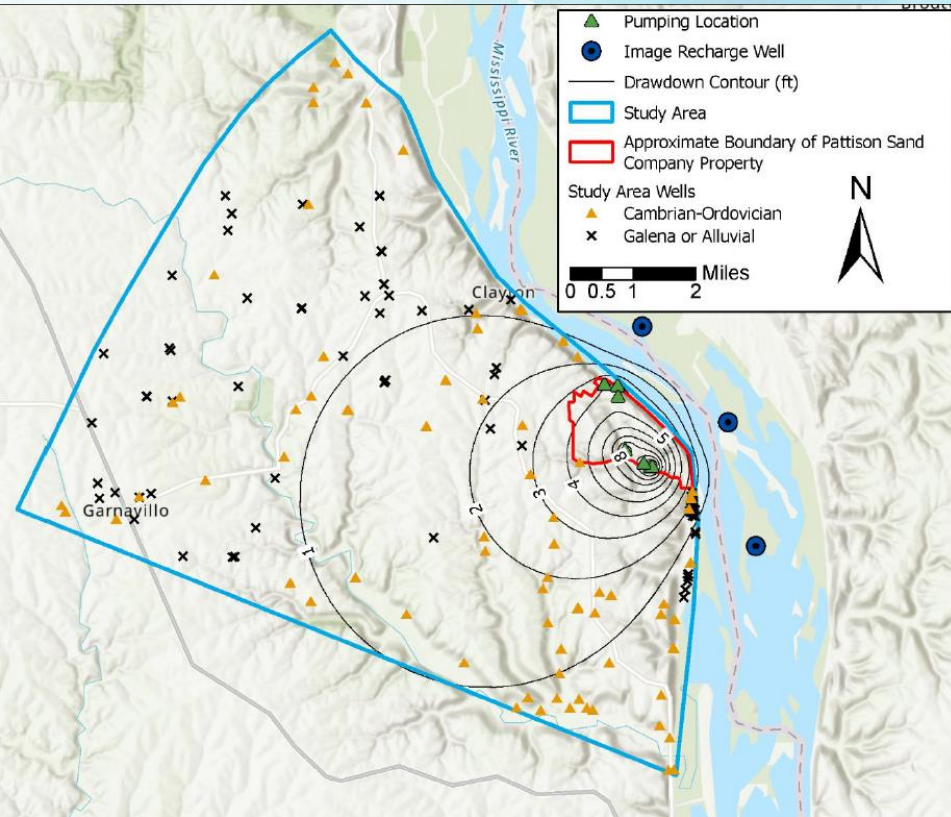 Pumping Location
Image Recharge Well
Drawdown Contour (ft)
Study Area
Approximate Boundary of Pattison Sand
Company Property
Study Area Wells
Cambrian-Ordovician
Galena or Alluvial
N
Miles
0 0.5 1 2
Mississippi River
Clayton
5
8
4
3
2
1
Garnavillo